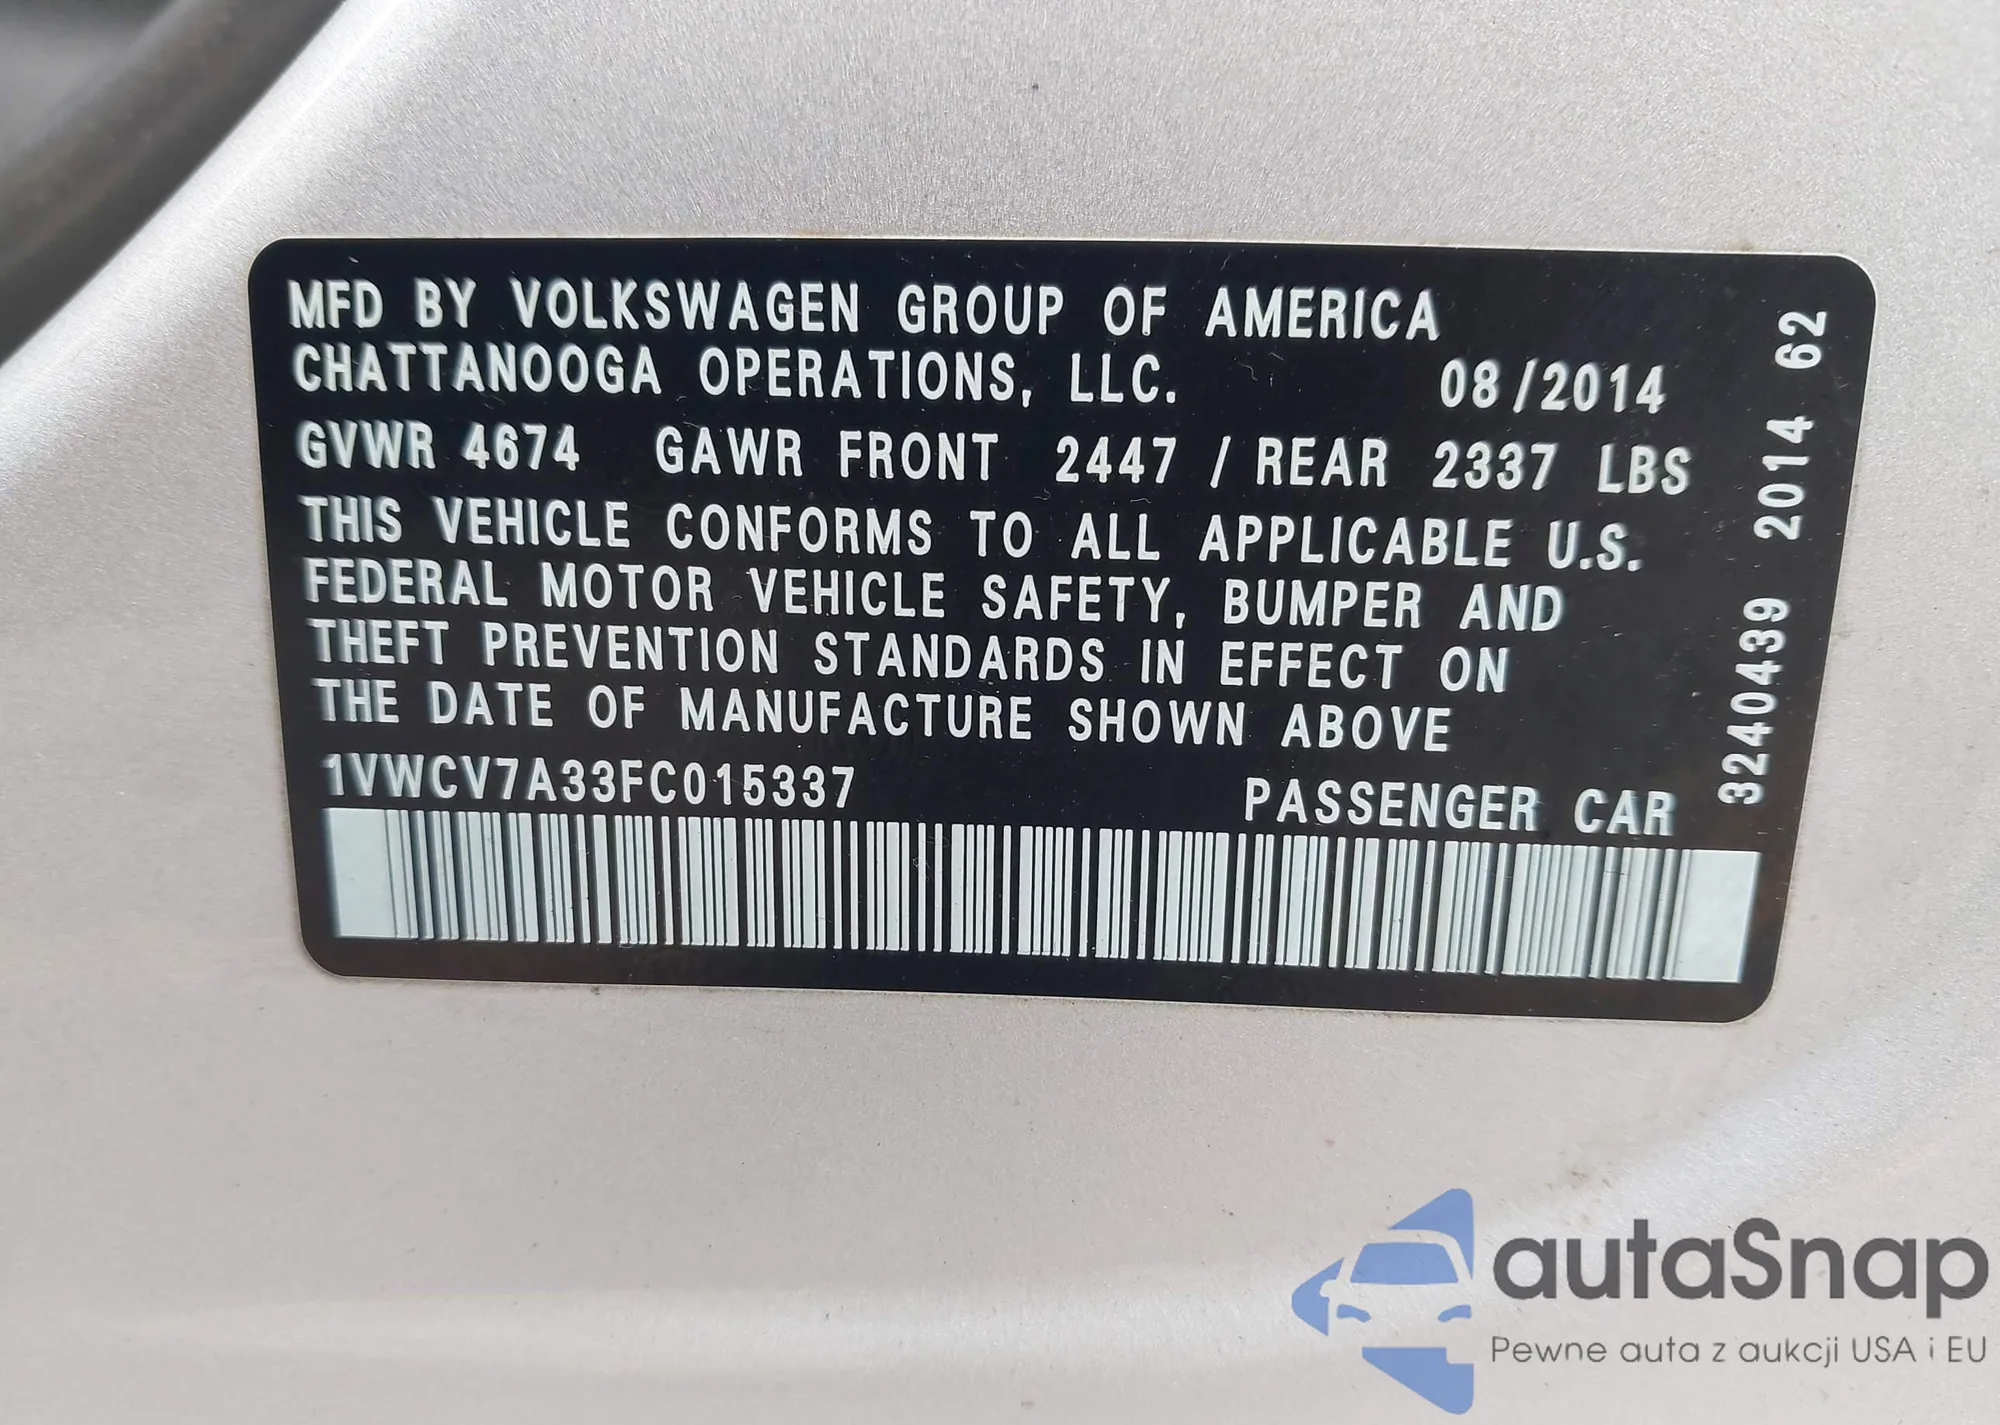 MFD BY VOLKSWAGEN GROUP OF AMERICA
CHATTANOOGA OPERATIONS, LLC. 08/2014
GVWR 4674 GAWR FRONT 2447 / REAR 2337 LBS
THIS VEHICLE CONFORMS TO ALL APPLICABLE U.S.
FEDERAL MOTOR VEHICLE SAFETY, BUMPER AND
THEFT PREVENTION STANDARDS IN EFFECT ON
THE DATE OF MANUFACTURE SHOWN ABOVE
1VWCV7A33FC015337 PASSENGER CAR
3240439 2014 62
autaSnap
Pewne auta z aukcji USA i EU